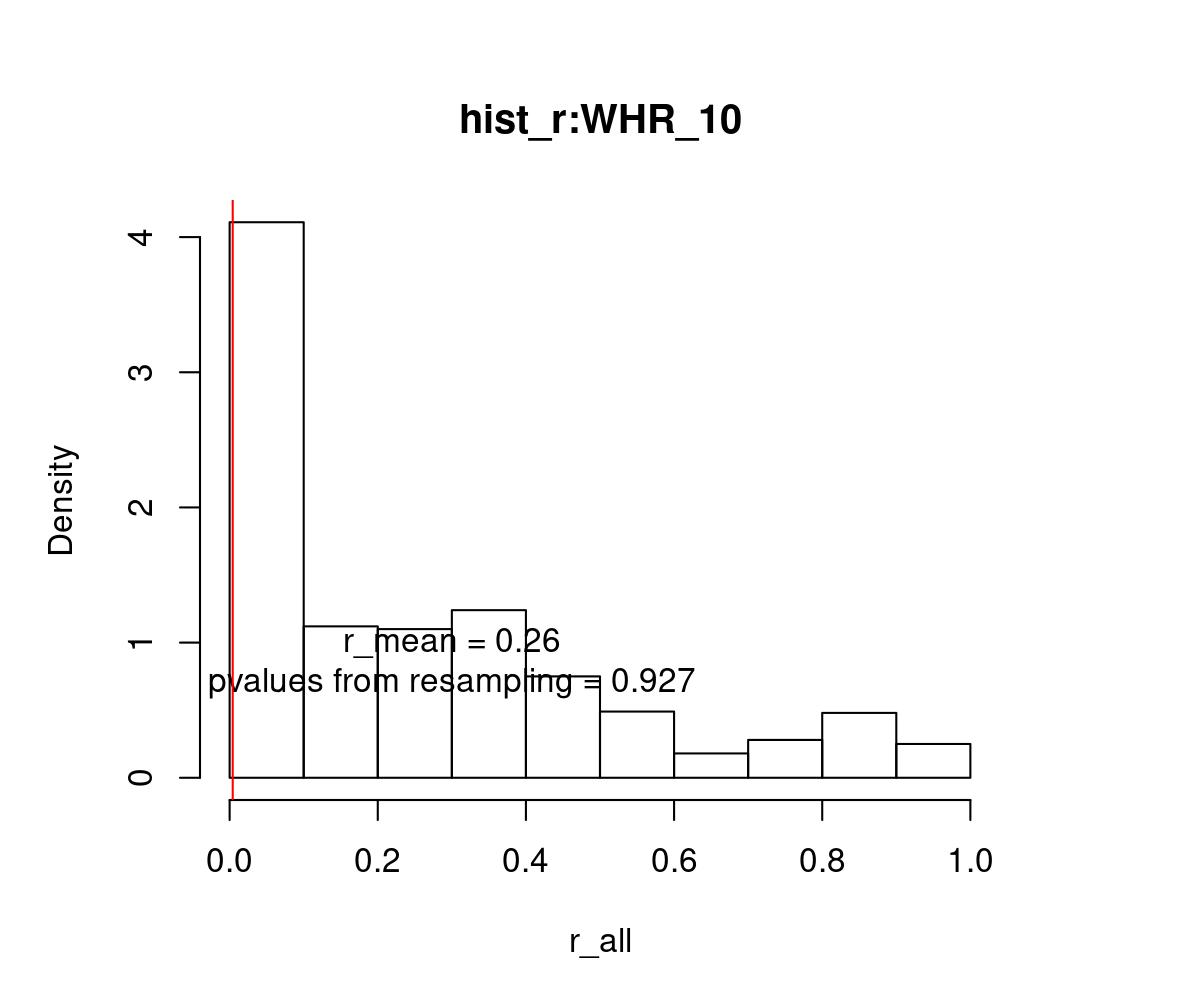 hist_r:WHR_10
4
3
2
1
0
Density
r_mean = 0.26
pvalues from resampling = 0.927
0.0 0.2 0.4 0.6 0.8 1.0
r_all